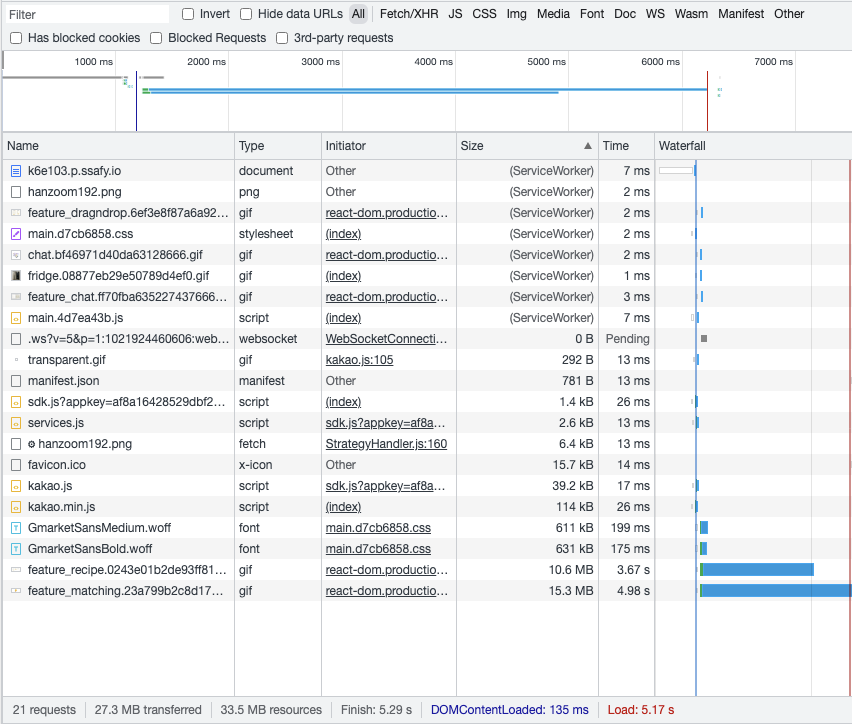 Filter Invert Hide data URLs All Fetch/XHR JS CSS Img Media Font Doc WS Wasm Manifest Other
Has blocked cookies Blocked Requests 3rd-party requests
1000 ms 2000 ms 3000 ms 4000 ms 5000 ms 6000 ms 7000 ms
Name Type Initiator Size Time Waterfall
k6e103.p.ssafy.io document Other (ServiceWorker) 7 ms
hanzoom192.png png Other (ServiceWorker) 2 ms
feature_dragndrop.6ef3e8f87a6a92... gif react-dom.productio... (ServiceWorker) 2 ms
main.d7cb6858.css stylesheet (index) (ServiceWorker) 2 ms
chat.bf46971d40da63128666.gif gif react-dom.productio... (ServiceWorker) 2 ms
fridge.08877eb29e50789d4ef0.gif gif (index) (ServiceWorker) 1 ms
feature_chat.ff70fba635227437666... gif react-dom.productio... (ServiceWorker) 3 ms
main.4d7ea43b.js script (index) (ServiceWorker) 7 ms
.ws?v=5&p=1:1021924460606:web... websocket WebSocketConnecti... 0 B Pending
transparent.gif gif kakao.js:105 292 B 13 ms
manifest.json manifest Other 781 B 13 ms
sdk.js?appkey=af8a16428529dbf2... script (index) 1.4 kB 26 ms
services.js script sdk.js?appkey=af8a... 2.6 kB 13 ms
⚙ hanzoom192.png fetch StrategyHandler.js:160 6.4 kB 13 ms
favicon.ico x-icon Other 15.7 kB 14 ms
kakao.js script sdk.js?appkey=af8a... 39.2 kB 17 ms
kakao.min.js script (index) 114 kB 26 ms
GmarketSansMedium.woff font main.d7cb6858.css 611 kB 199 ms
GmarketSansBold.woff font main.d7cb6858.css 631 kB 175 ms
feature_recipe.0243e01b2de93ff81... gif react-dom.productio... 10.6 MB 3.67 s
feature_matching.23a799b2c8d17... gif react-dom.productio... 15.3 MB 4.98 s
21 requests 27.3 MB transferred 33.5 MB resources Finish: 5.29 s DOMContentLoaded: 135 ms Load: 5.17 s